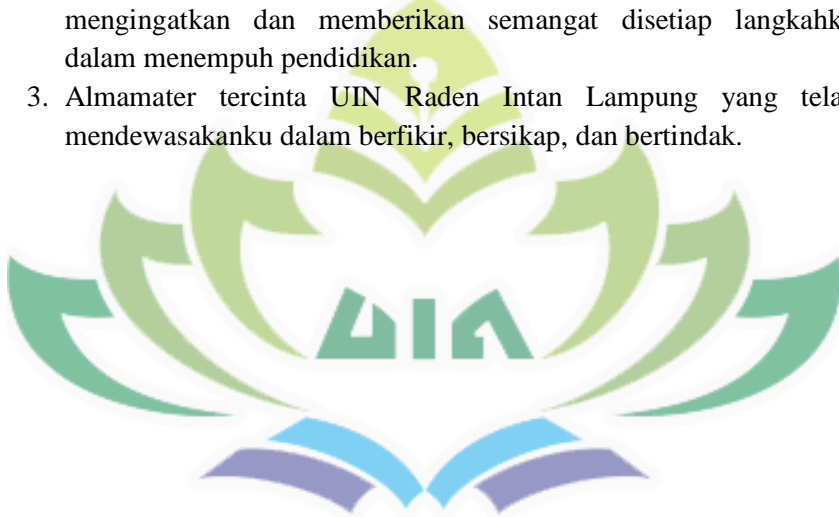 mengingatkan dan memberikan semangat disetiap langkahk
dalam menempuh pendidikan.
3. Almamater tercinta UIN Raden Intan Lampung yang tela
mendewasakanku dalam berfikir, bersikap, dan bertindak.
UIN